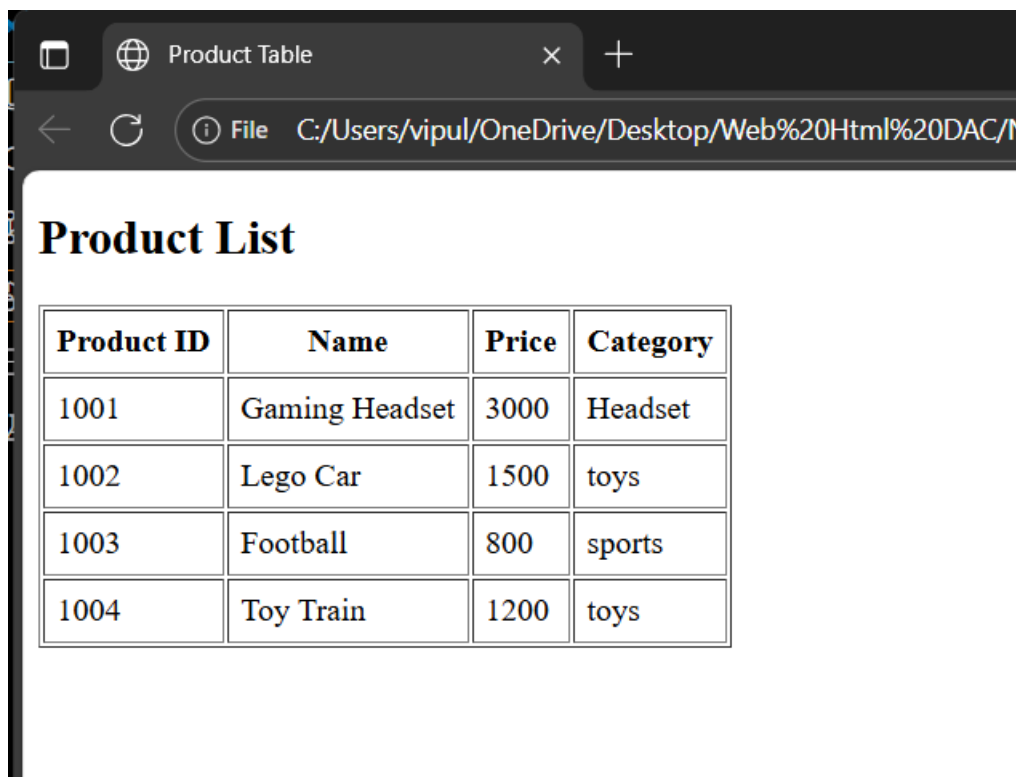 Product Table
File C:/Users/vipul/OneDrive/Desktop/Web%20Html%20DAC/
Product List
Product ID Name Price Category
1001 Gaming Headset 3000 Headset
1002 Lego Car 1500 toys
1003 Football 800 sports
1004 Toy Train 1200 toys